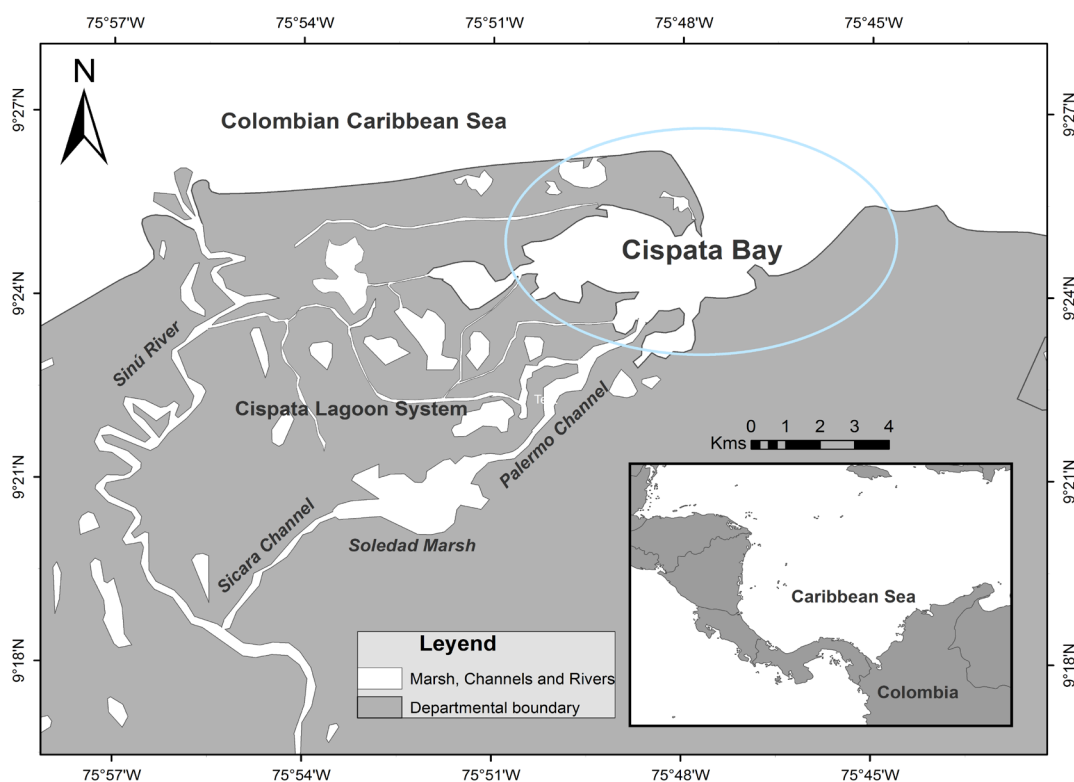 75°57'W 75°54'W 75°51'W 75°48'W 75°45'W
N
9°27'N 9°27'N
Colombian Caribbean Sea
Cispata Bay
9°24'N 9°24'N
Sinú River
Cispata Lagoon System
Te
Palermo Channel
0 1 2 3 4
Kms
9°21'N 9°21'N
Sicara Channel
Soledad Marsh
Caribbean Sea
Leyend
9°18'N 9°18'N
Marsh, Channels and Rivers
Colombia
Departmental boundary
75°57'W 75°54'W 75°51'W 75°48'W 75°45'W